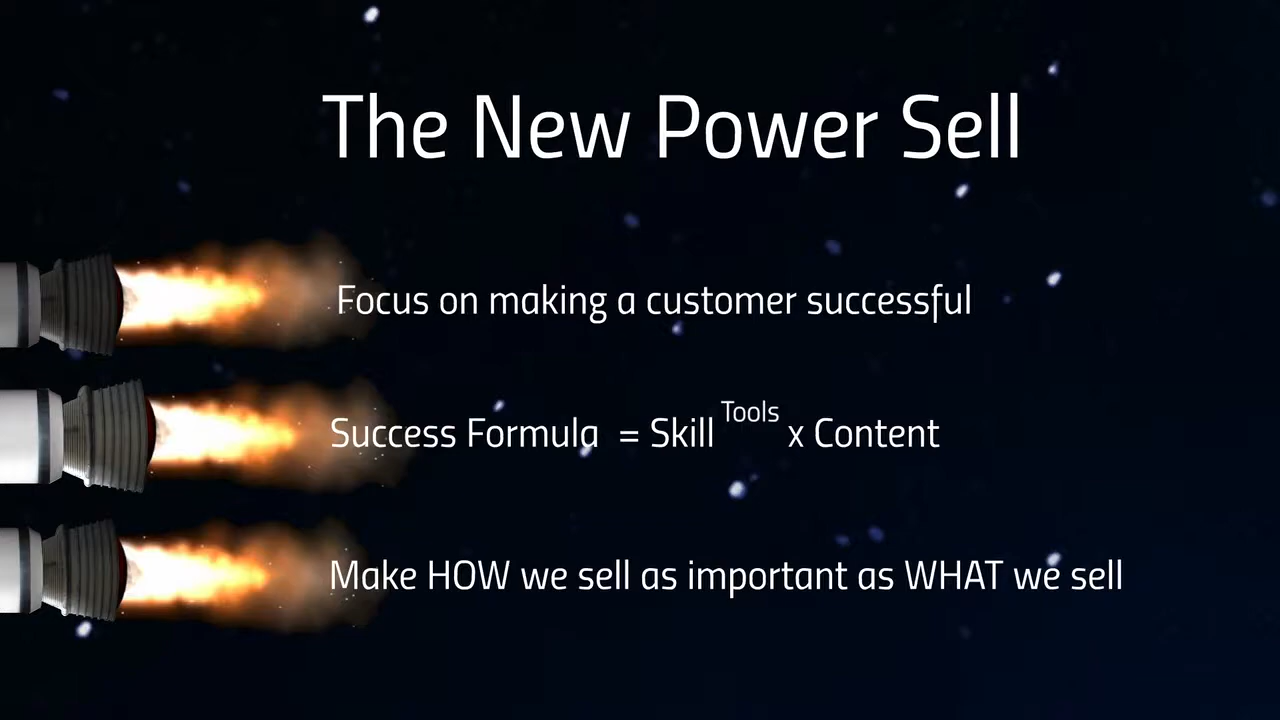 The New Power Sell
Focus on making a customer successful
Success Formula = Skill Tools x Content
Make HOW we sell as important as WHAT we sell